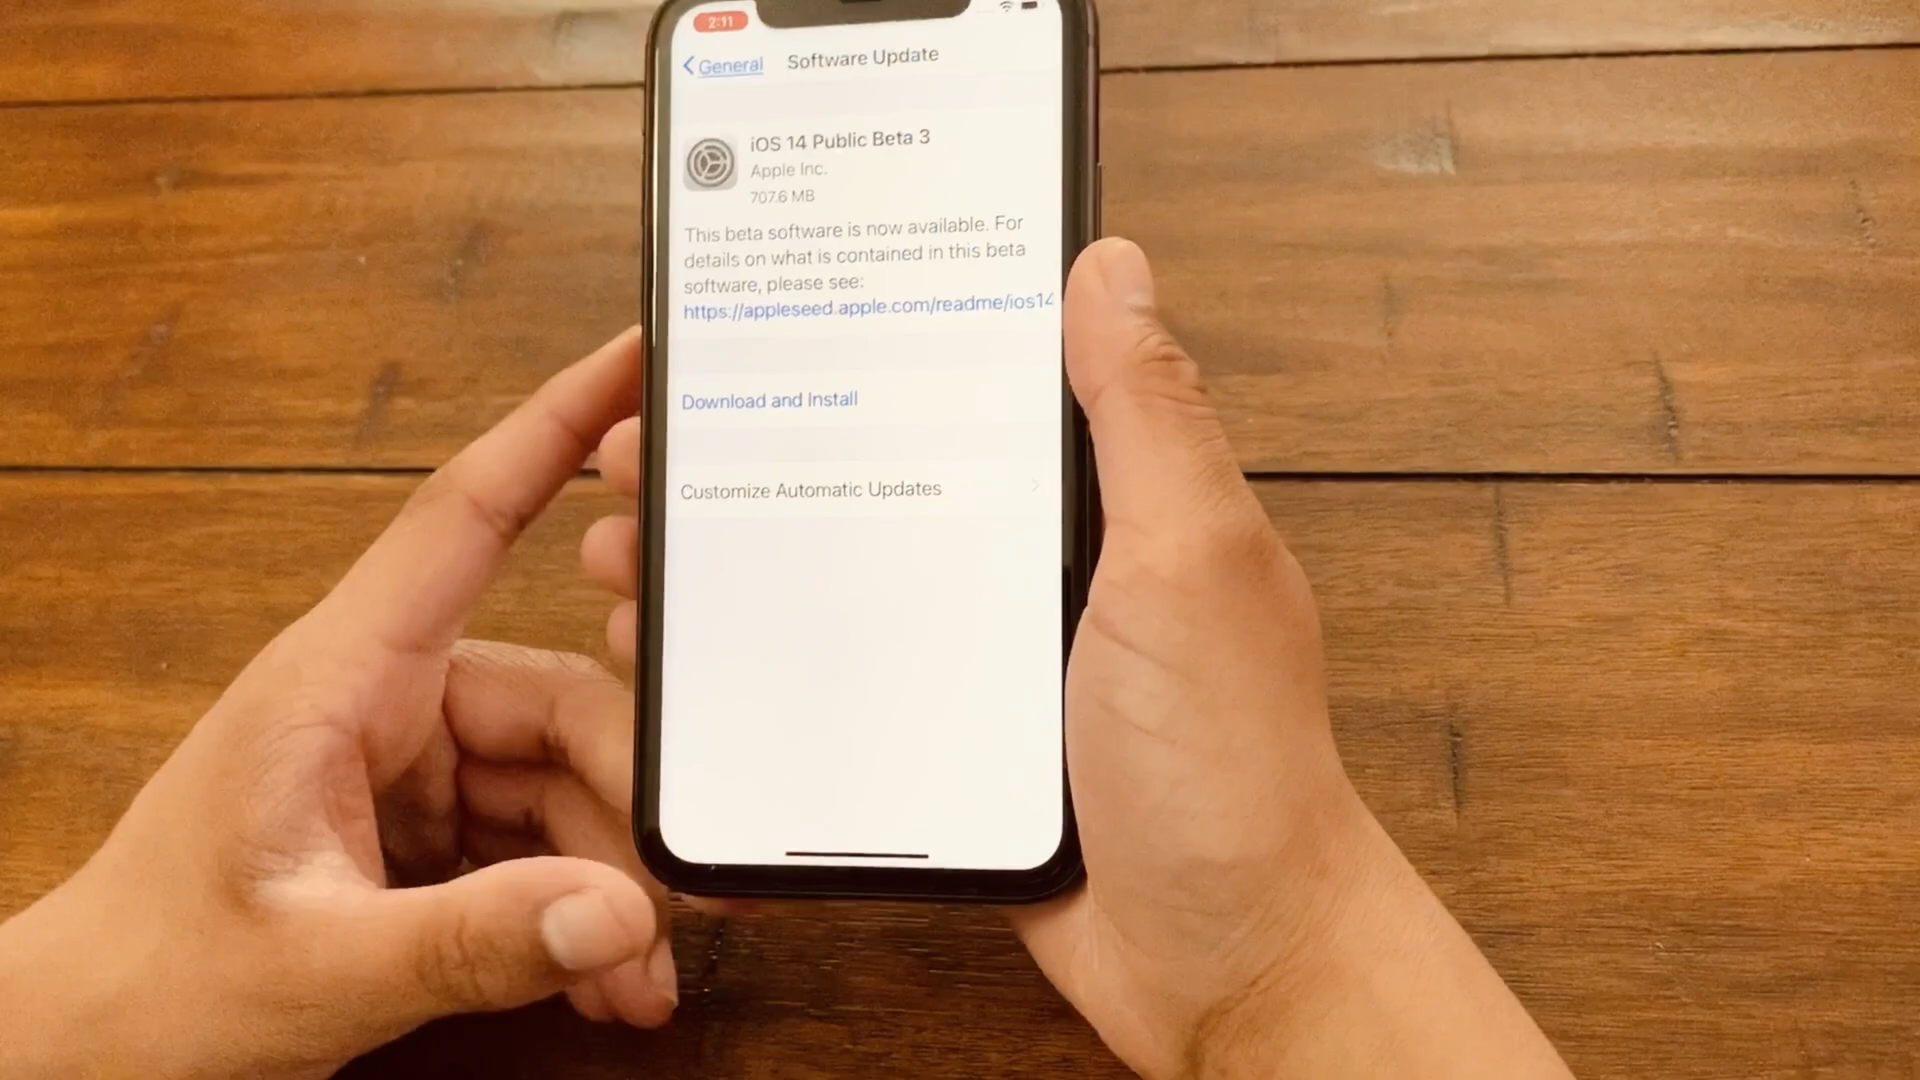 2:11
General Software Update
iOS 14 Public Beta 3
Apple Inc.
707.6 MB
This beta software is now available. For
details on what is contained in this beta
software, please see:
https://appleseed.apple.com/readme/ios14
Download and Install
Customize Automatic Updates